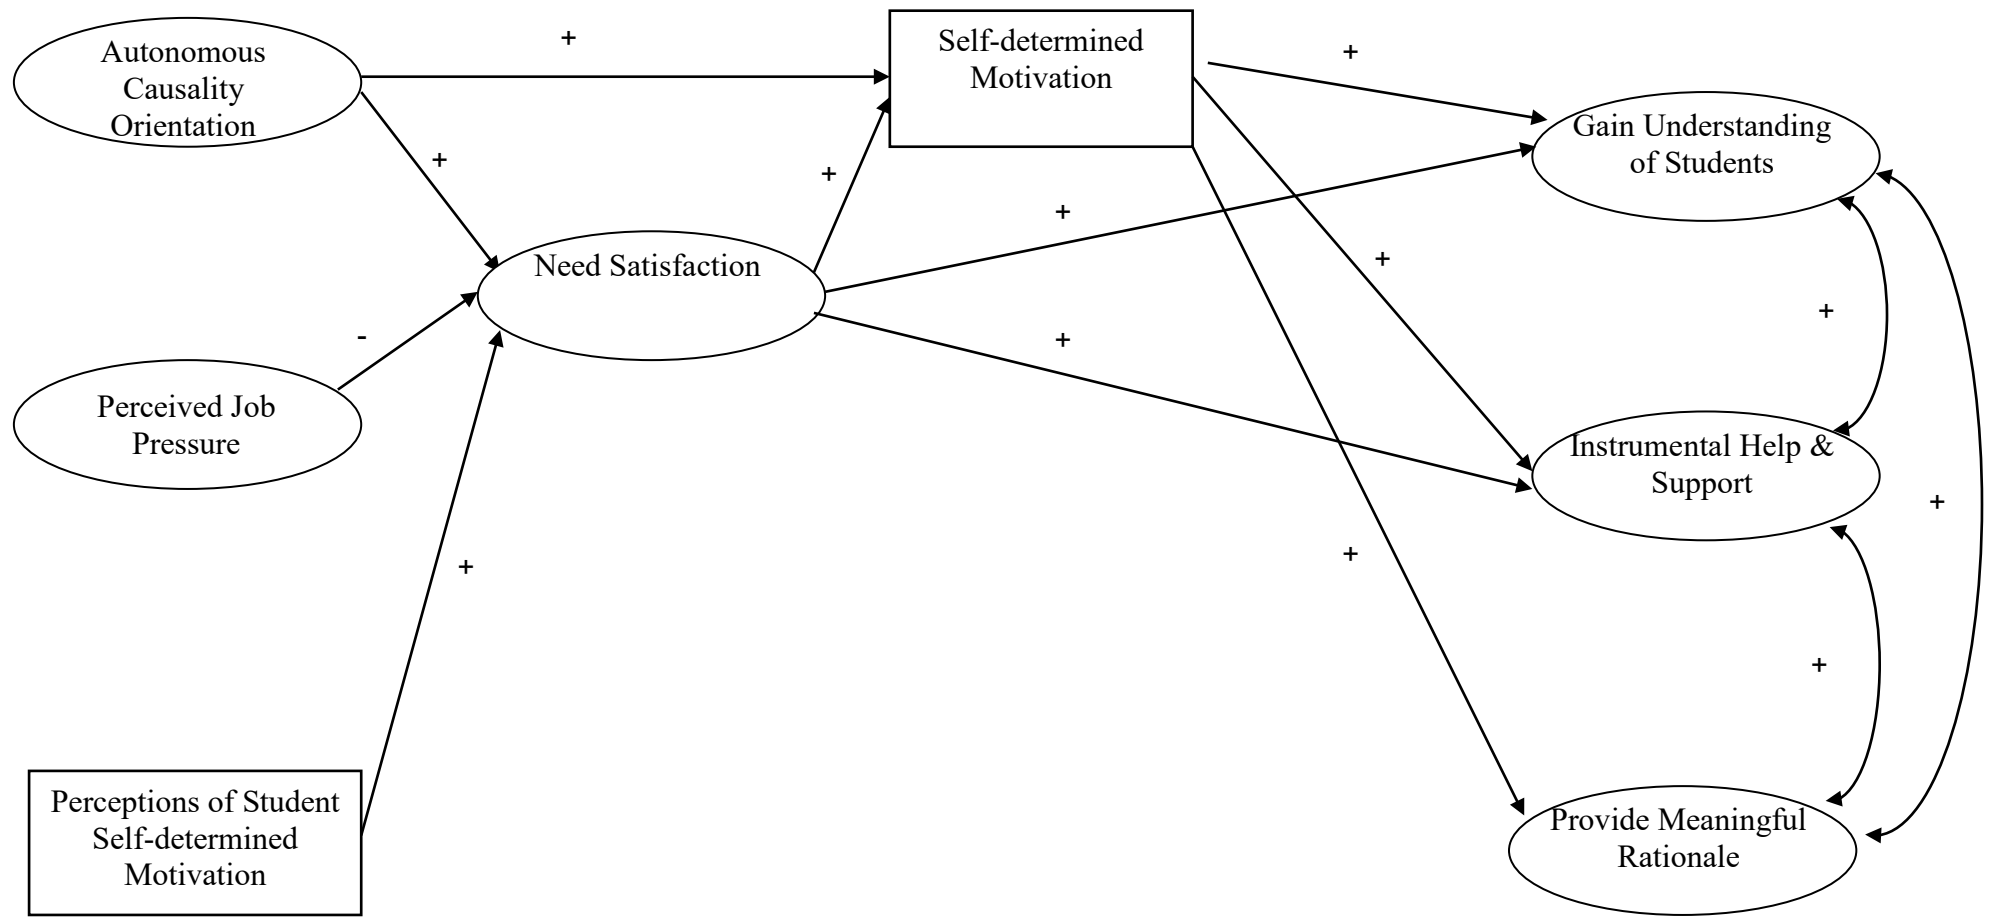 Autonomous
Causality
Orientation
+
Self-determined
Motivation
+
Gain Understanding
of Students
+
+
+
Need Satisfaction
+
+
-
+
+
Perceived Job
Pressure
Instrumental Help &
Support
+
+
+
+
Perceptions of Student
Self-determined
Motivation
Provide Meaningful
Rationale